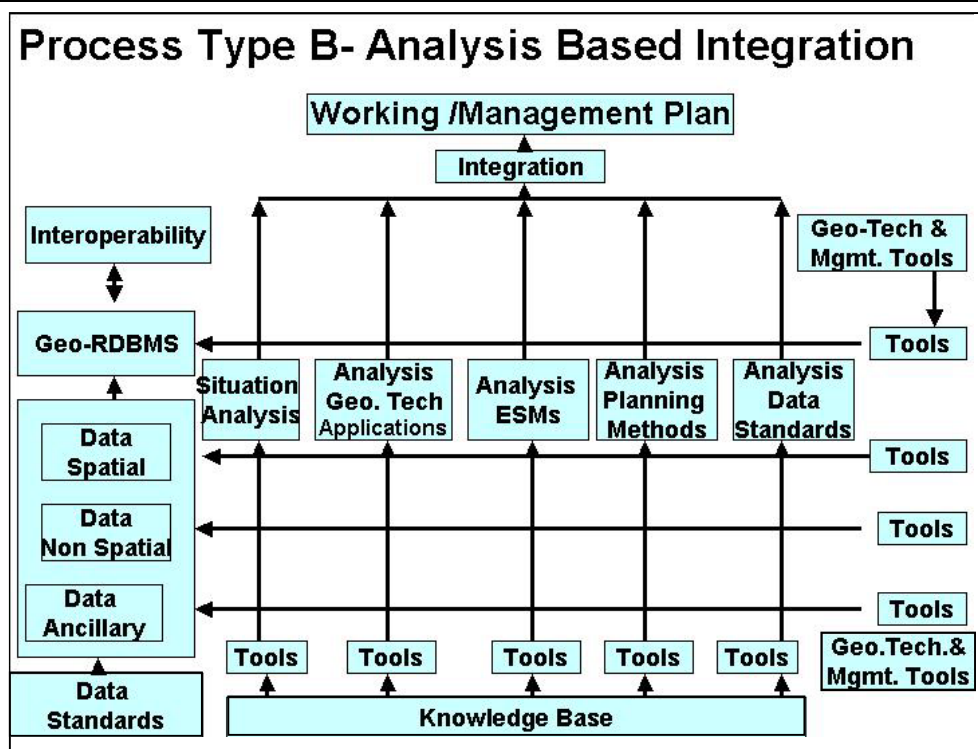 Process Type B- Analysis Based Integration
Working /Management Plan
Integration
Interoperability
Geo-Tech &
Mgmt. Tools
Geo-RDBMS
Tools
Situation
Analysis
Analysis
Geo. Tech
Applications
Analysis
ESMs
Analysis
Planning
Methods
Analysis
Data
Standards
Data
Spatial
Tools
Data
Non Spatial
Tools
Data
Ancillary
Tools
Tools
Tools
Tools
Tools
Tools
Geo.Tech.&
Mgmt. Tools
Data
Standards
Knowledge Base